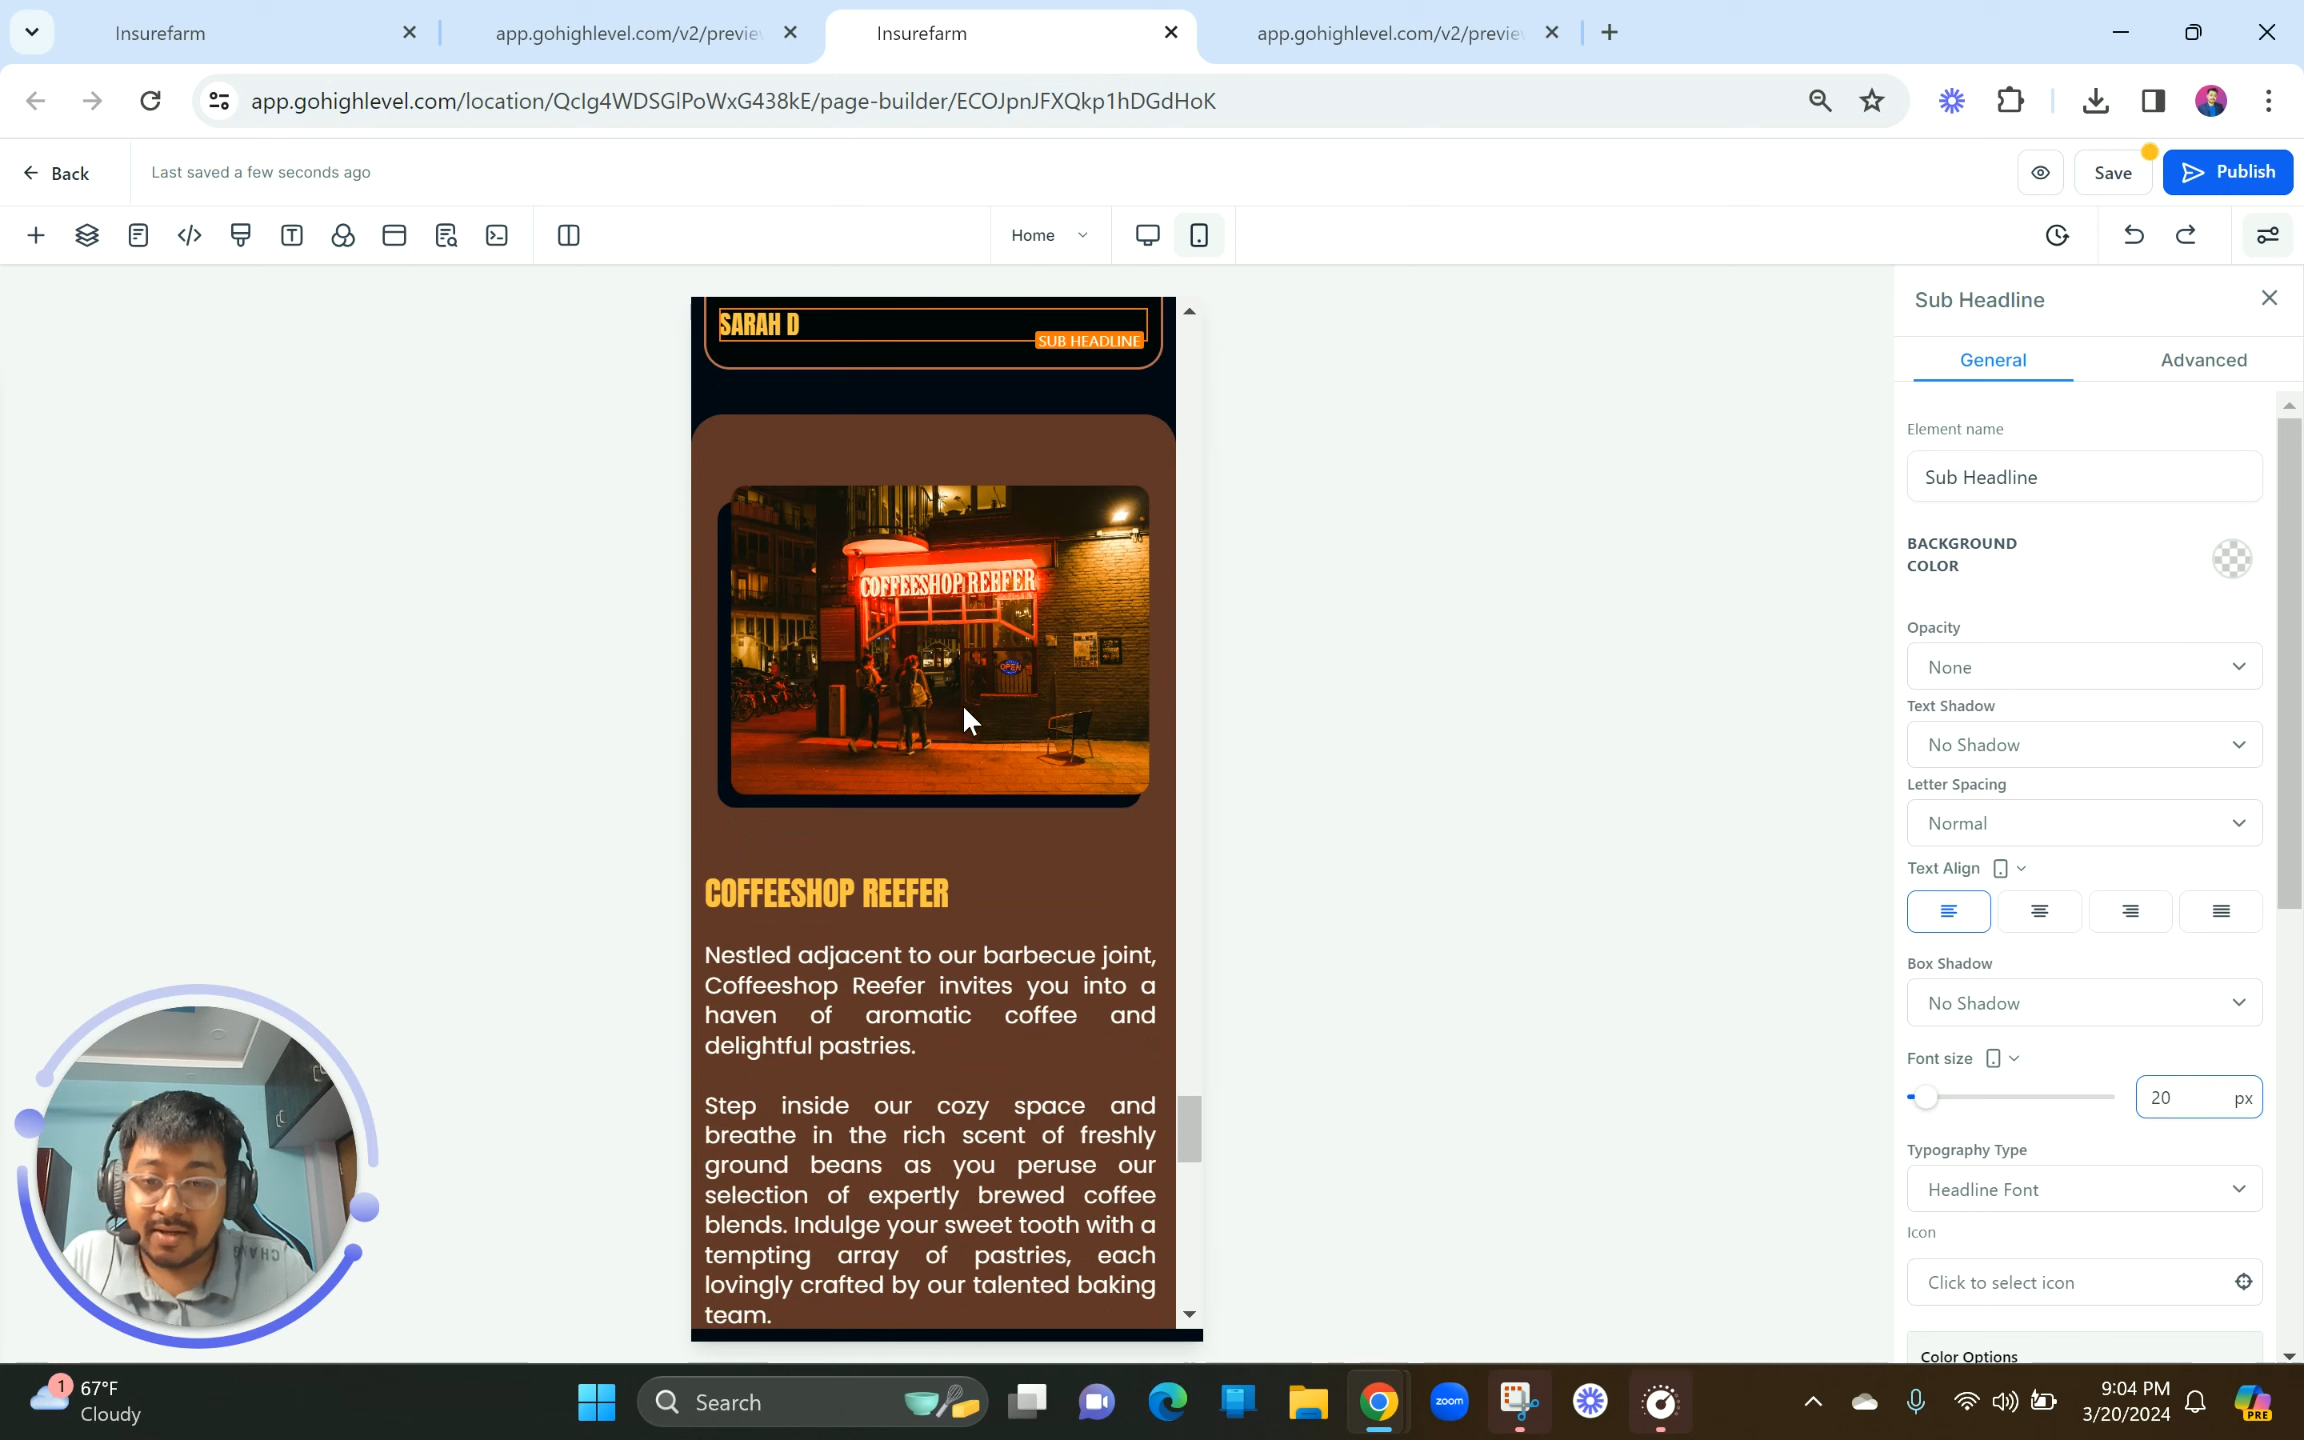 Insurefarm
app.gohighlevel.com/v2/previe
Insurefarm
app.gohighlevel.com/v2/previe
app.gohighlevel.com/location/QcIg4WDSGlPoWxG438kE/page-builder/ECOJpnJFXQkp1hDGdHoK
Back
Last saved a few seconds ago
Save
Publish
Home
SARAH D
SUB HEADLINE
COFFEESHOP REEFER
OPEN
COFFEESHOP REEFER
Nestled adjacent to our barbecue joint,
Coffeeshop Reefer invites you into a
haven of aromatic coffee and
delightful pastries.
Step inside our cozy space and
breathe in the rich scent of freshly
ground beans as you peruse our
selection of expertly brewed coffee
blends. Indulge your sweet tooth with a
tempting array of pastries, each
lovingly crafted by our talented baking
team.
Sub Headline
General
Advanced
Element name
Sub Headline
BACKGROUND
COLOR
Opacity
None
Text Shadow
No Shadow
Letter Spacing
Normal
Text Align
Box Shadow
No Shadow
Font size
20 px
Typography Type
Headline Font
Icon
Click to select icon
Color Options
1
67°F
Cloudy
Search
zoom
9:04 PM
3/20/2024
PRE